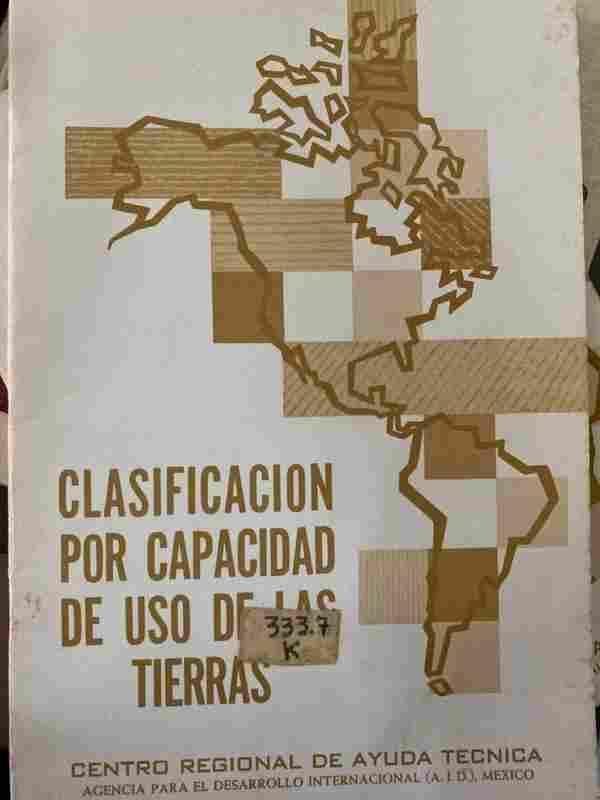 CLASIFICACION
POR CAPACIDAD
DE USO DE LAS
TIERRAS
333.7
K
CENTRO REGIONAL DE AYUDA TECNICA
AGENCIA PARA EL DESARROLLO INTERNACIONAL (A. I D.), MEXICO